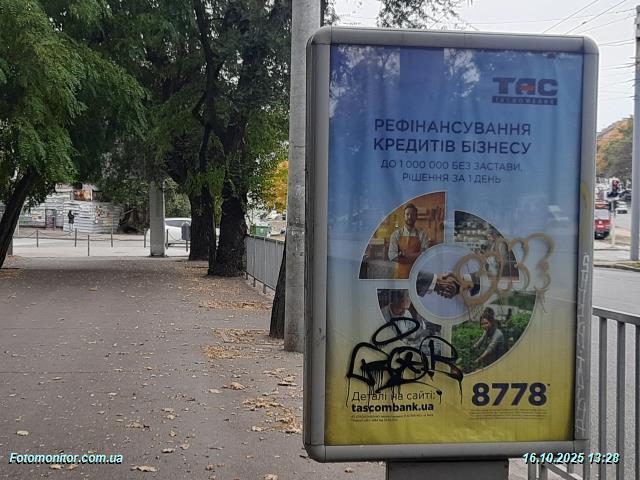 ТАС
TASCOMBANK
РЕФІНАНСУВАННЯ
КРЕДИТІВ БІЗНЕСУ
ДО 1 000 000 БЕЗ ЗАСТАВИ,
РІШЕННЯ ЗА 1 ДЕНЬ
Деталі на сайті:
tascombank.ua
8778*
Fotomonitor.com.ua
16.10.2025 13:28